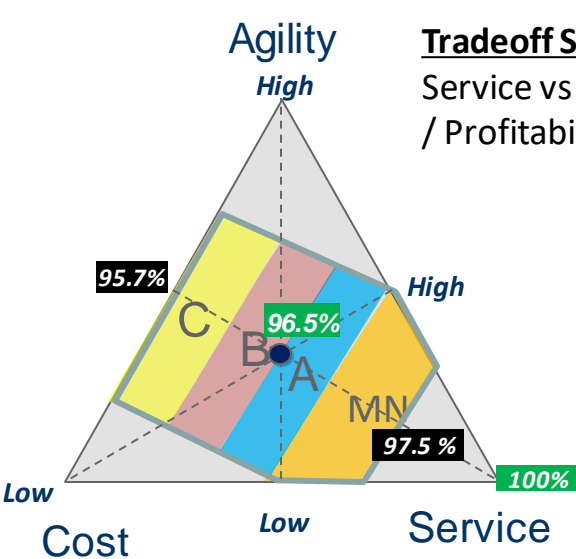 Agility
Tradeoff S
High
Service vs
/ Profitabi
95.7%
High
C
96.5%
B
A
MN
97.5 %
100%
Low
Low
Cost
Service